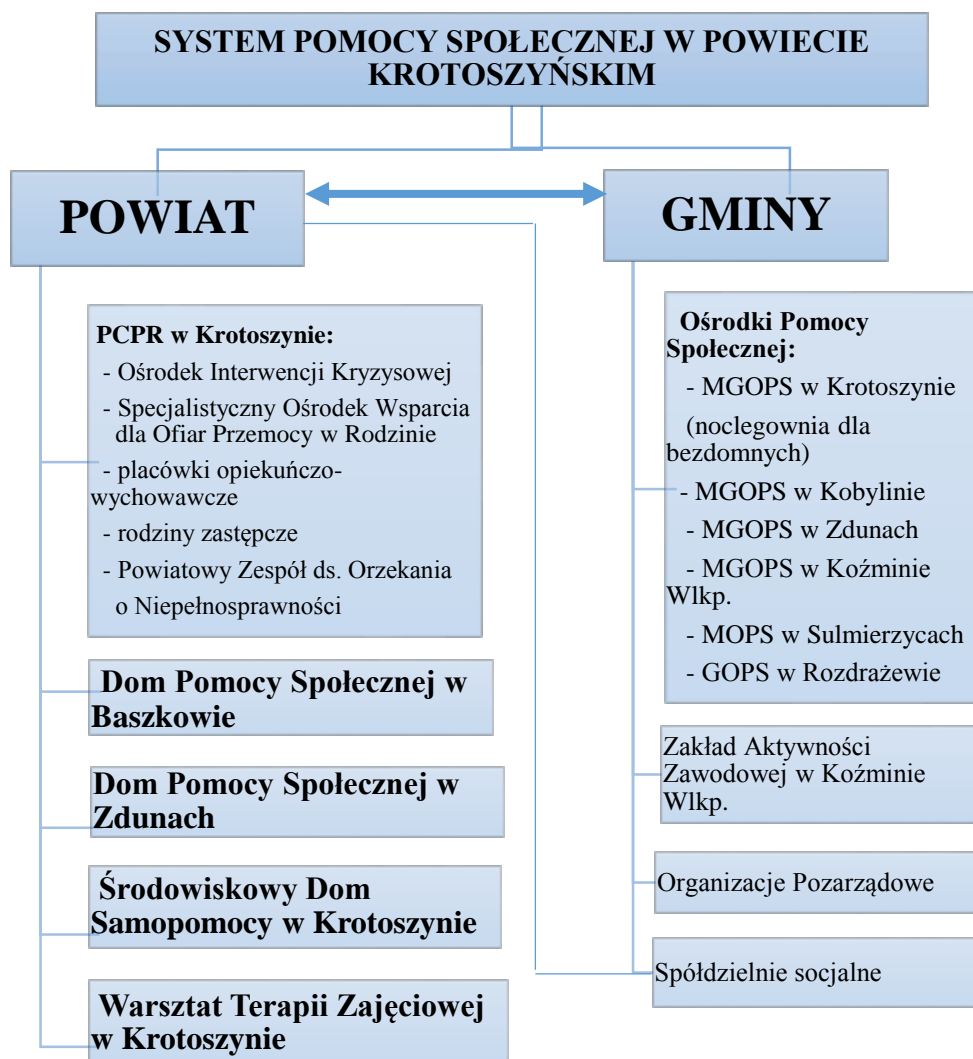 SYSTEM POMOCY SPOŁECZNEJ W POWIECIE
KROTOSZYŃSKIM
POWIAT
PCPR w Krotoszynie:
- Ośrodek Interwencji Kryzysowej
- Specjalistyczny Ośrodek Wsparcia
dla Ofiar Przemocy w Rodzinie
- placówki opiekuńczo-
wychowawcze
- rodziny zastępcze
- Powiatowy Zespół ds. Orzekania
o Niepełnosprawności
Dom Pomocy Społecznej w
Baszkowie
Dom Pomocy Społecznej w
Zdunach
Środowiskowy Dom
Samopomocy w Krotoszynie
Warsztat Terapii Zajęciowej
w Krotoszynie
GMINY
Ośrodki Pomocy
Społecznej:
- MGOPS w Krotoszynie
(noclegownia dla
bezdomnych)
- MGOPS w Kobylinie
- MGOPS w Zdunach
- MGOPS w Koźminie
Wlkp.
- MOPS w Sulmierzycach
- GOPS w Rozdrażewie
Zakład Aktywności
Zawodowej w Koźminie
Wlkp.
Organizacje Pozarządowe
Spółdzielnie socjalne